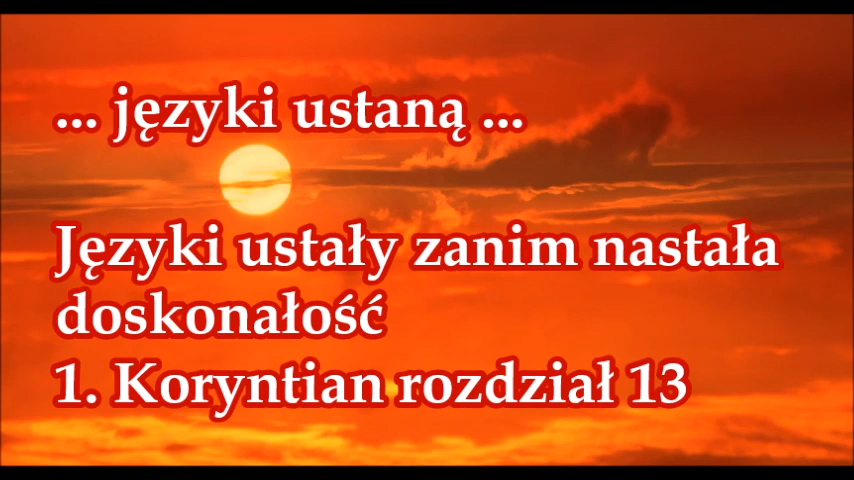 ... języki ustaną ...
Języki ustały zanim nastała
doskonałość
1. Koryntian rozdział 13